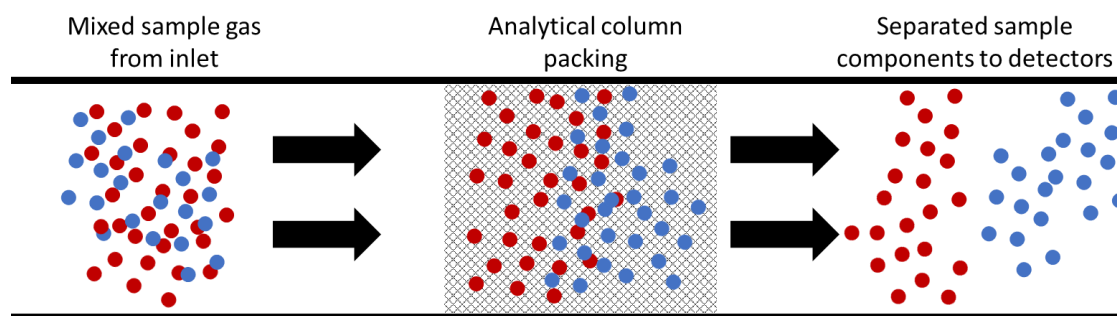 Mixed sample gas
from inlet
Analytical column
packing
Separated sample
components to detectors